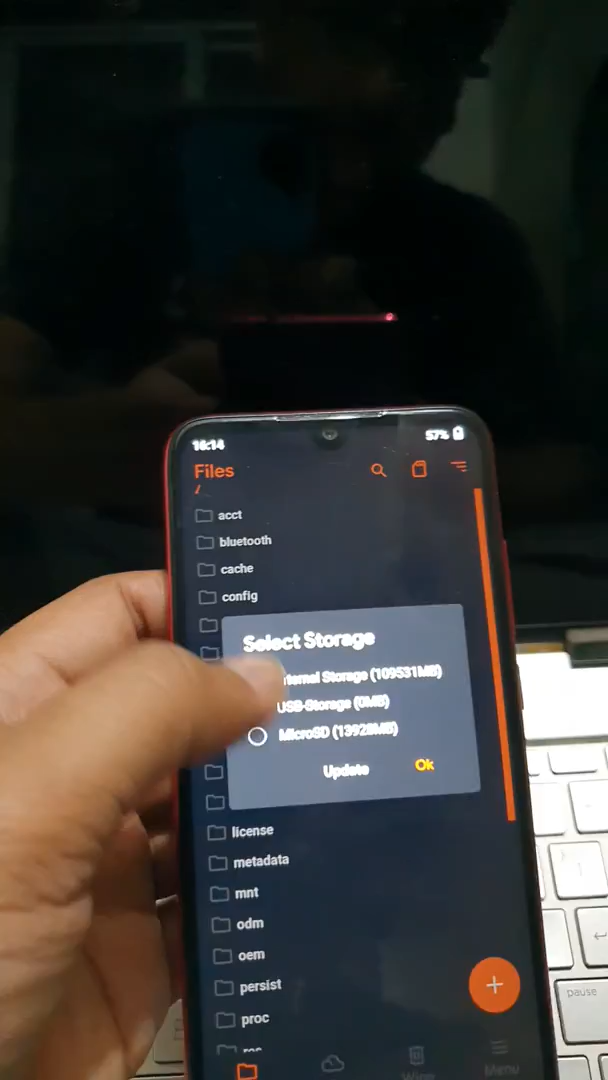 16:14
57%
Files
/
acct
bluetooth
cache
config
Select Storage
ternal Storage (109531MB)
USB-Storage (0MB)
MicroSD (13928MB)
Update
Ok
license
metadata
mnt
odm
oem
persist
proc
Wipe
Menu
pause